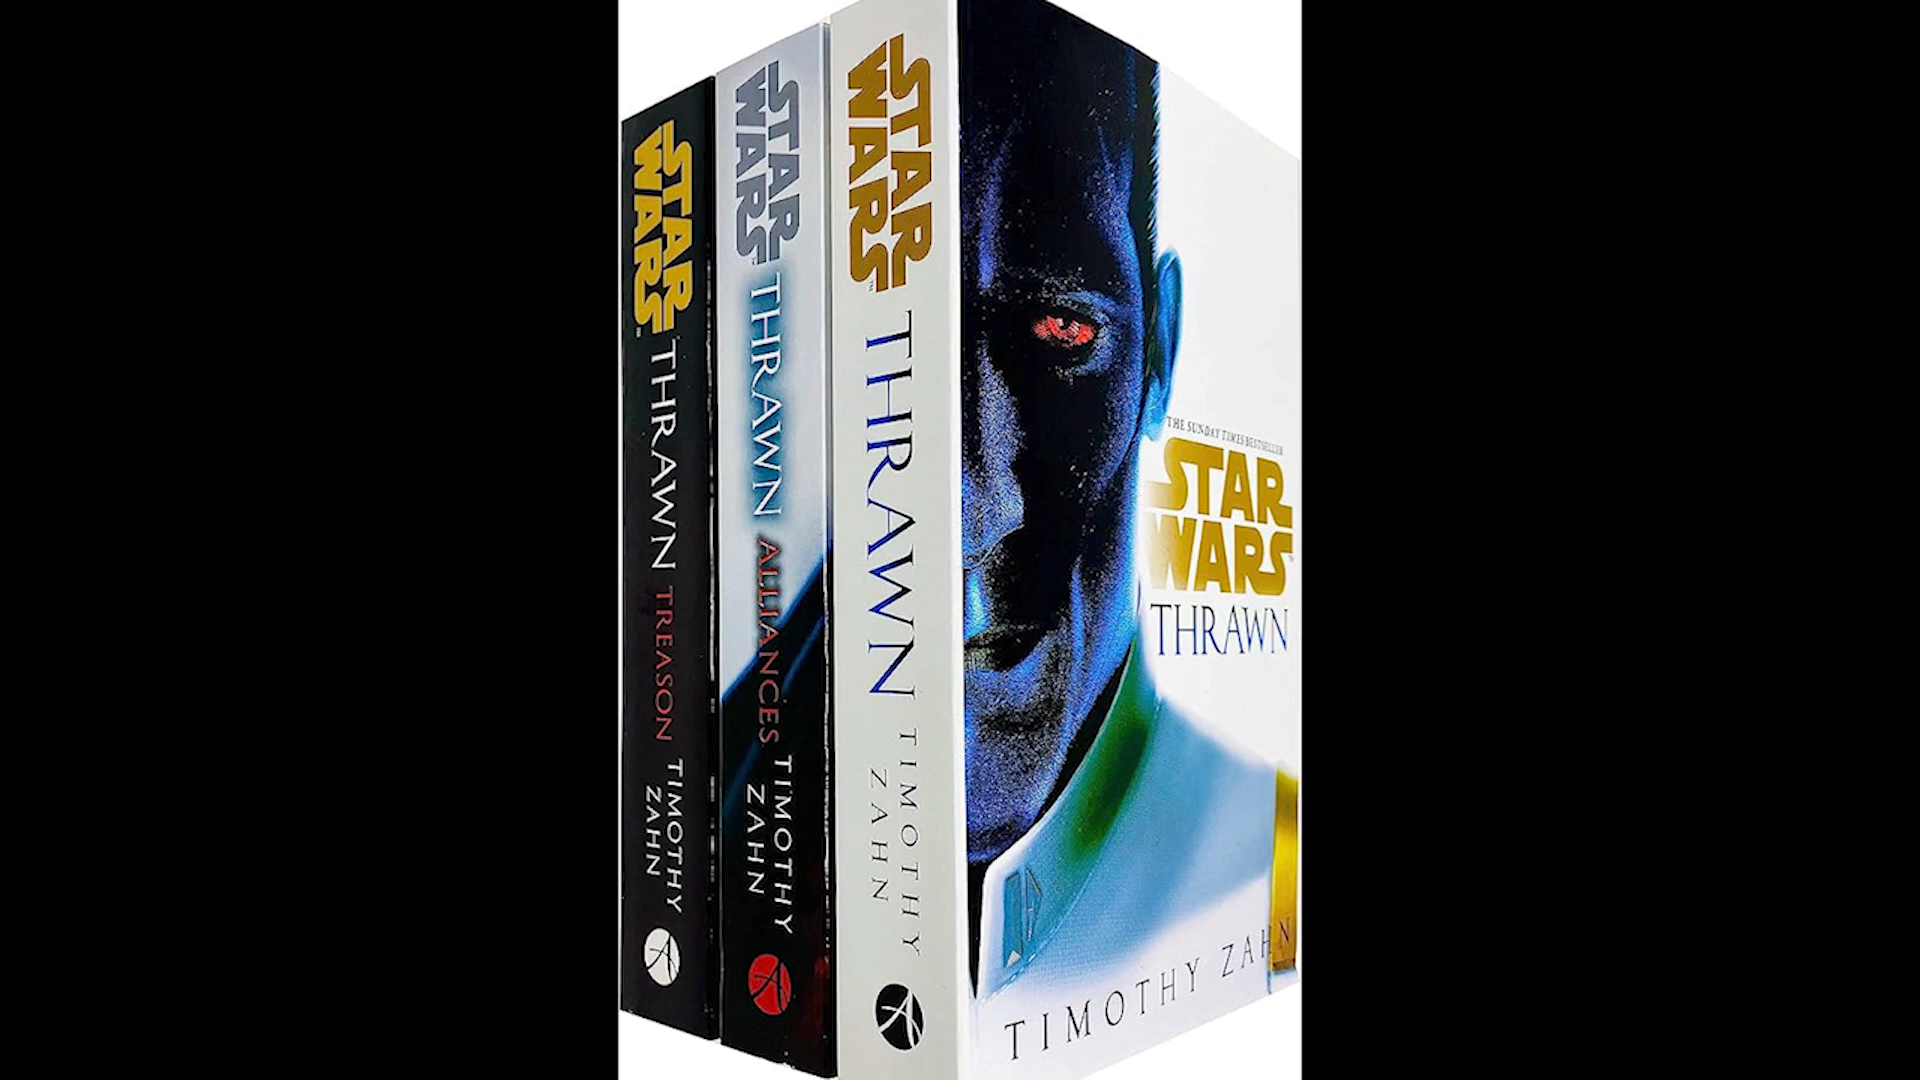 STAR
WARS
THRAWN TREASON
TIMOTHY
ZAHN
STAR
WARS
THRAWN ALLIANCES
TIMOTHY
ZAHN
STAR
WARS™
THRAWN
TIMOTHY
ZAHN
THE SUNDAY TIMES BESTSELLER
STAR
WARS
THRAWN
TIMOTHY ZAHN